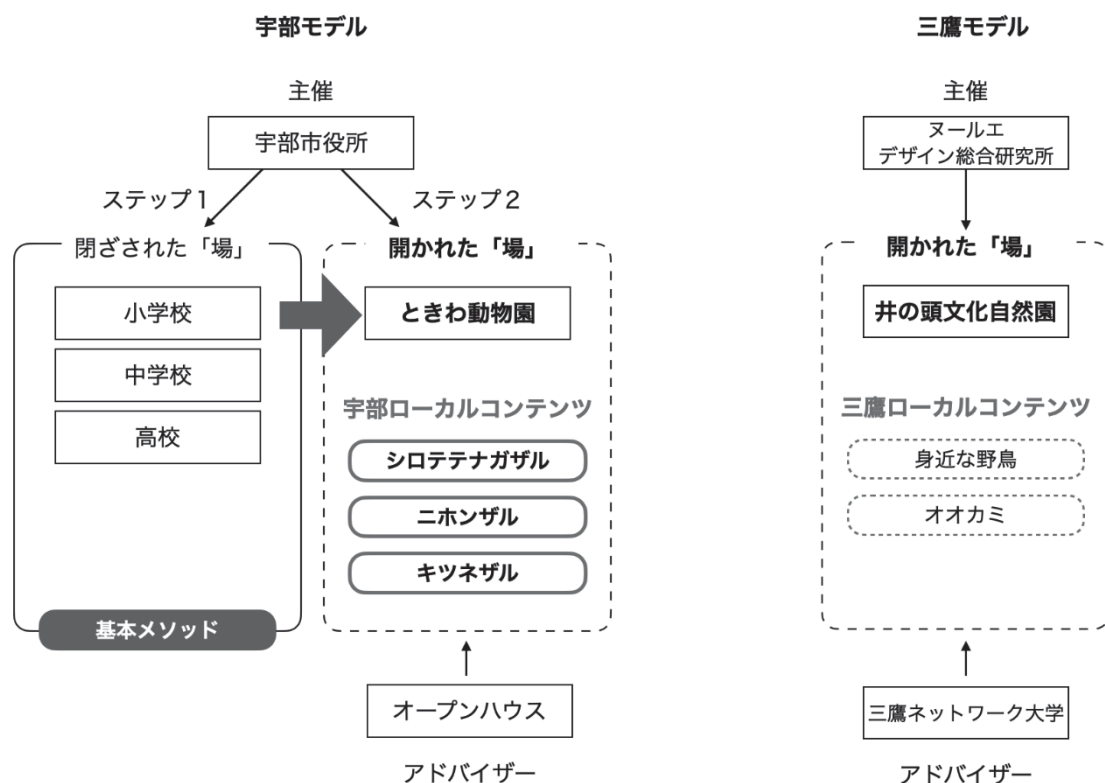 宇部モデル
主催
宇部市役所
ステップ1
ステップ2
閉ざされた「場」
小学校
中学校
高校
基本メソッド
開かれた「場」
ときわ動物園
宇部ローカルコンテンツ
シロテテナガザル
ニホンザル
キツネザル
オープンハウス
アドバイザー
三鷹モデル
主催
ヌールエ
デザイン総合研究所
開かれた「場」
井の頭文化自然園
三鷹ローカルコンテンツ
身近な野鳥
オオカミ
三鷹ネットワーク大学
アドバイザー